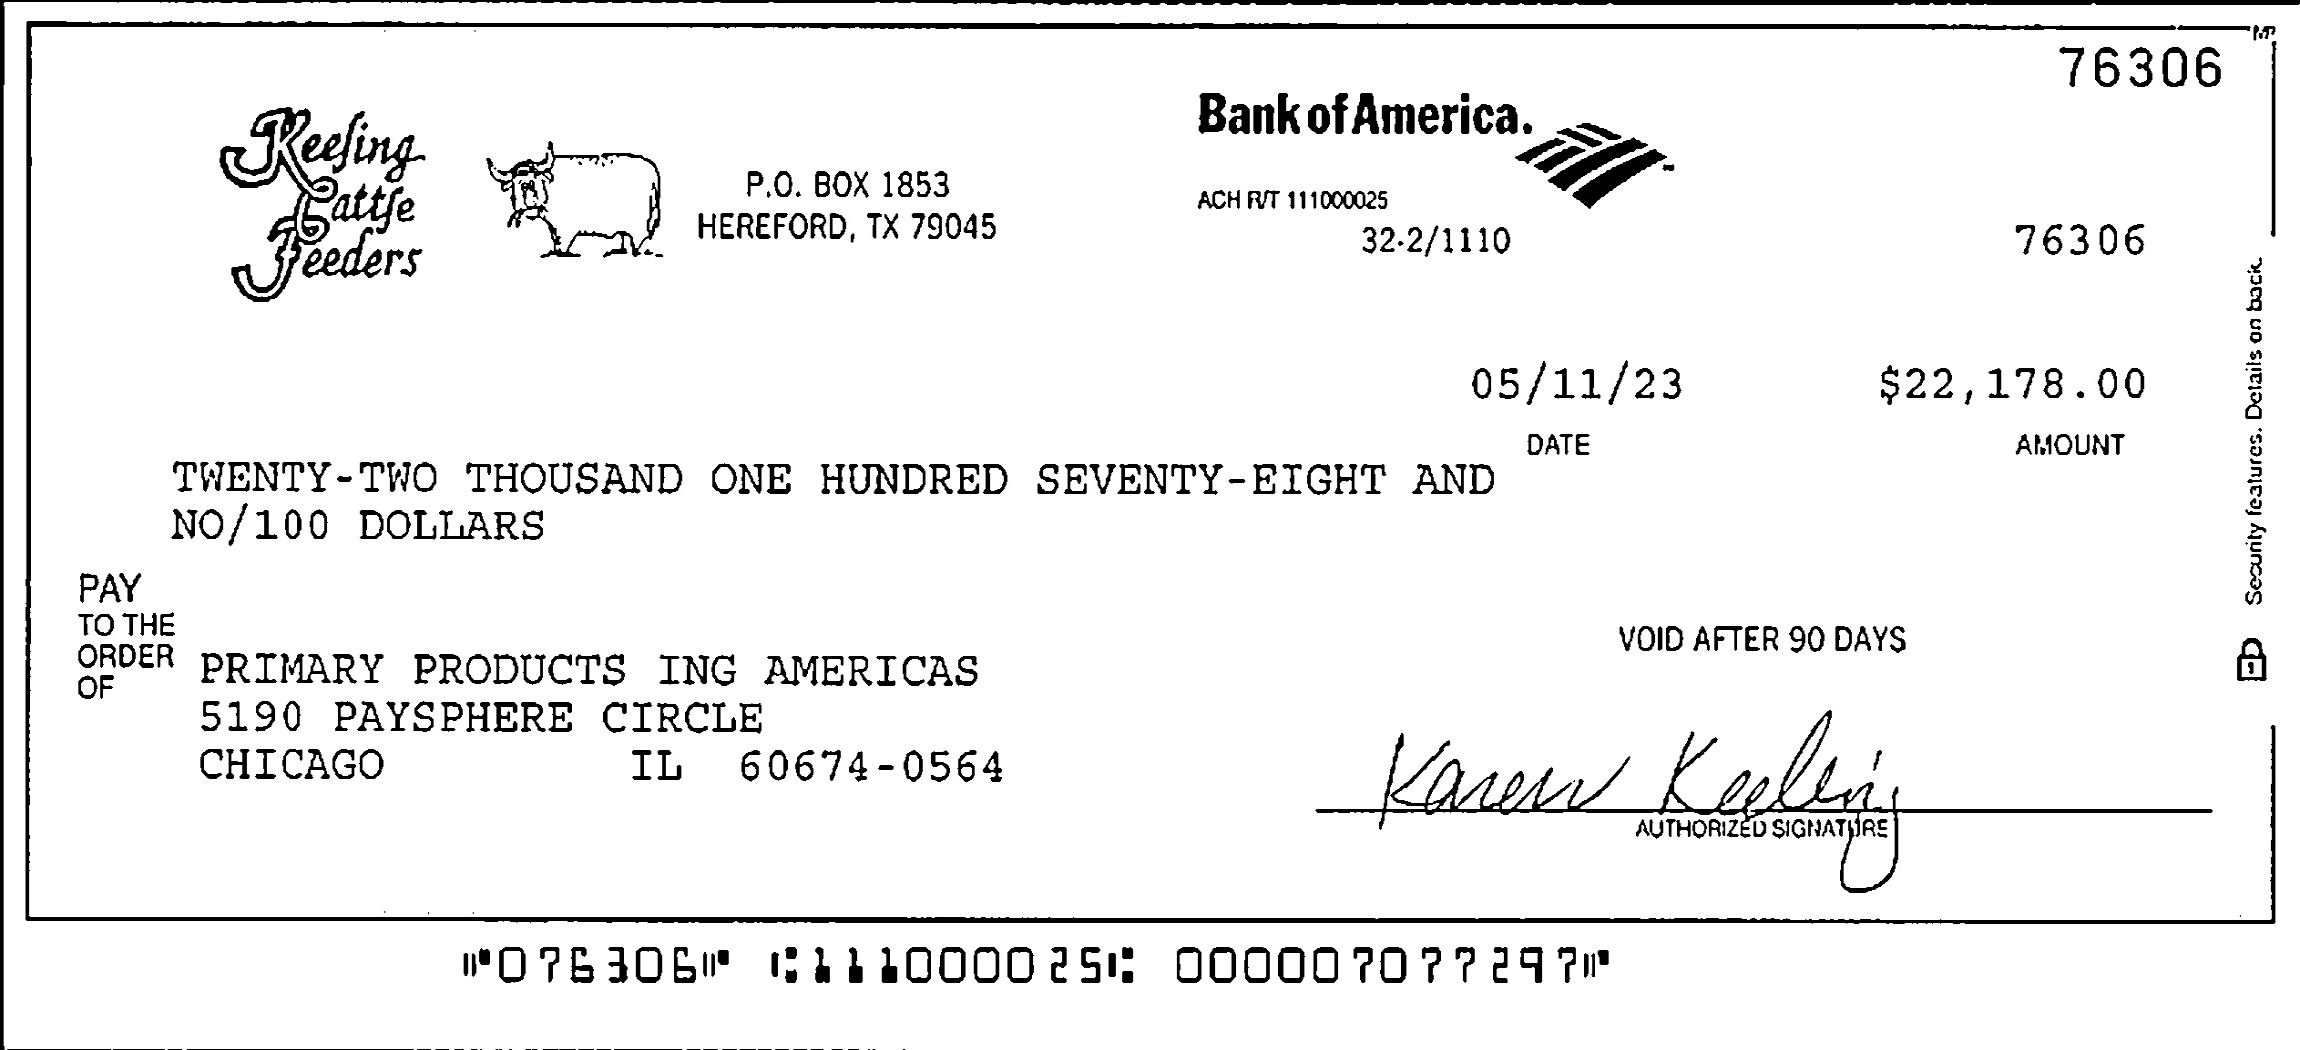 MP
76306
Keeling
Cattle
Feeders
P.O. BOX 1853
HEREFORD, TX 79045
Bank of America.
ACH R/T 111000025
32-2/1110
76306
05/11/23 $22,178.00
DATE AMOUNT
TWENTY-TWO THOUSAND ONE HUNDRED SEVENTY-EIGHT AND
NO/100 DOLLARS
PAY
TO THE
ORDER
OF
PRIMARY PRODUCTS ING AMERICAS
5190 PAYSPHERE CIRCLE
CHICAGO IL 60674-0564
VOID AFTER 90 DAYS
Karen Keeling
AUTHORIZED SIGNATURE
Security features. Details on back.
⑈076306⑈ ⑆111000025⑆ 000007077297⑈